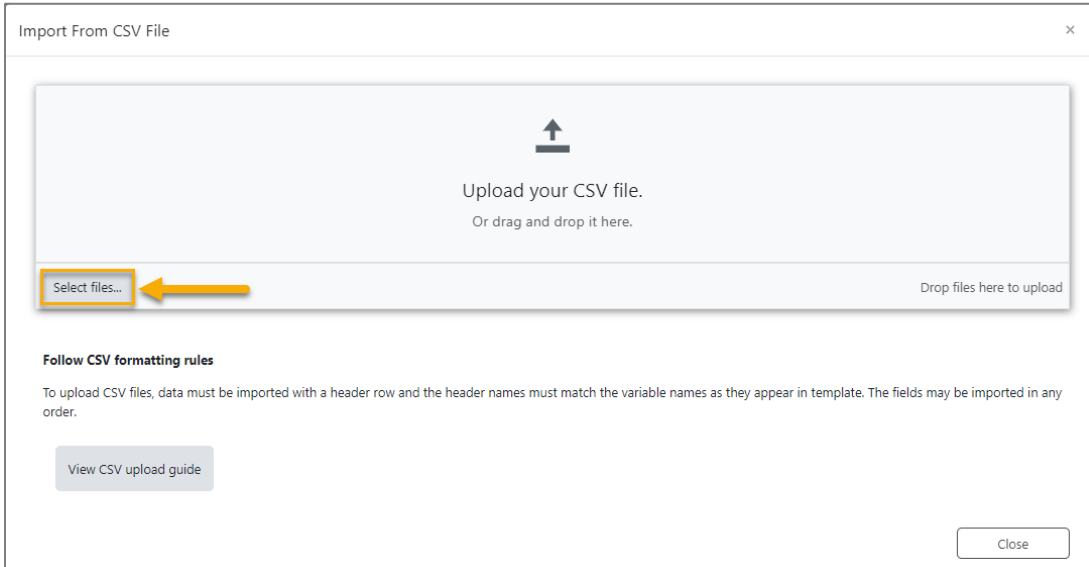 Import From CSV File
Upload your CSV file.
Or drag and drop it here.
Select files...
Drop files here to upload
Follow CSV formatting rules
To upload CSV files, data must be imported with a header row and the header names must match the variable names as they appear in template. The fields may be imported in any
order.
View CSV upload guide
Close